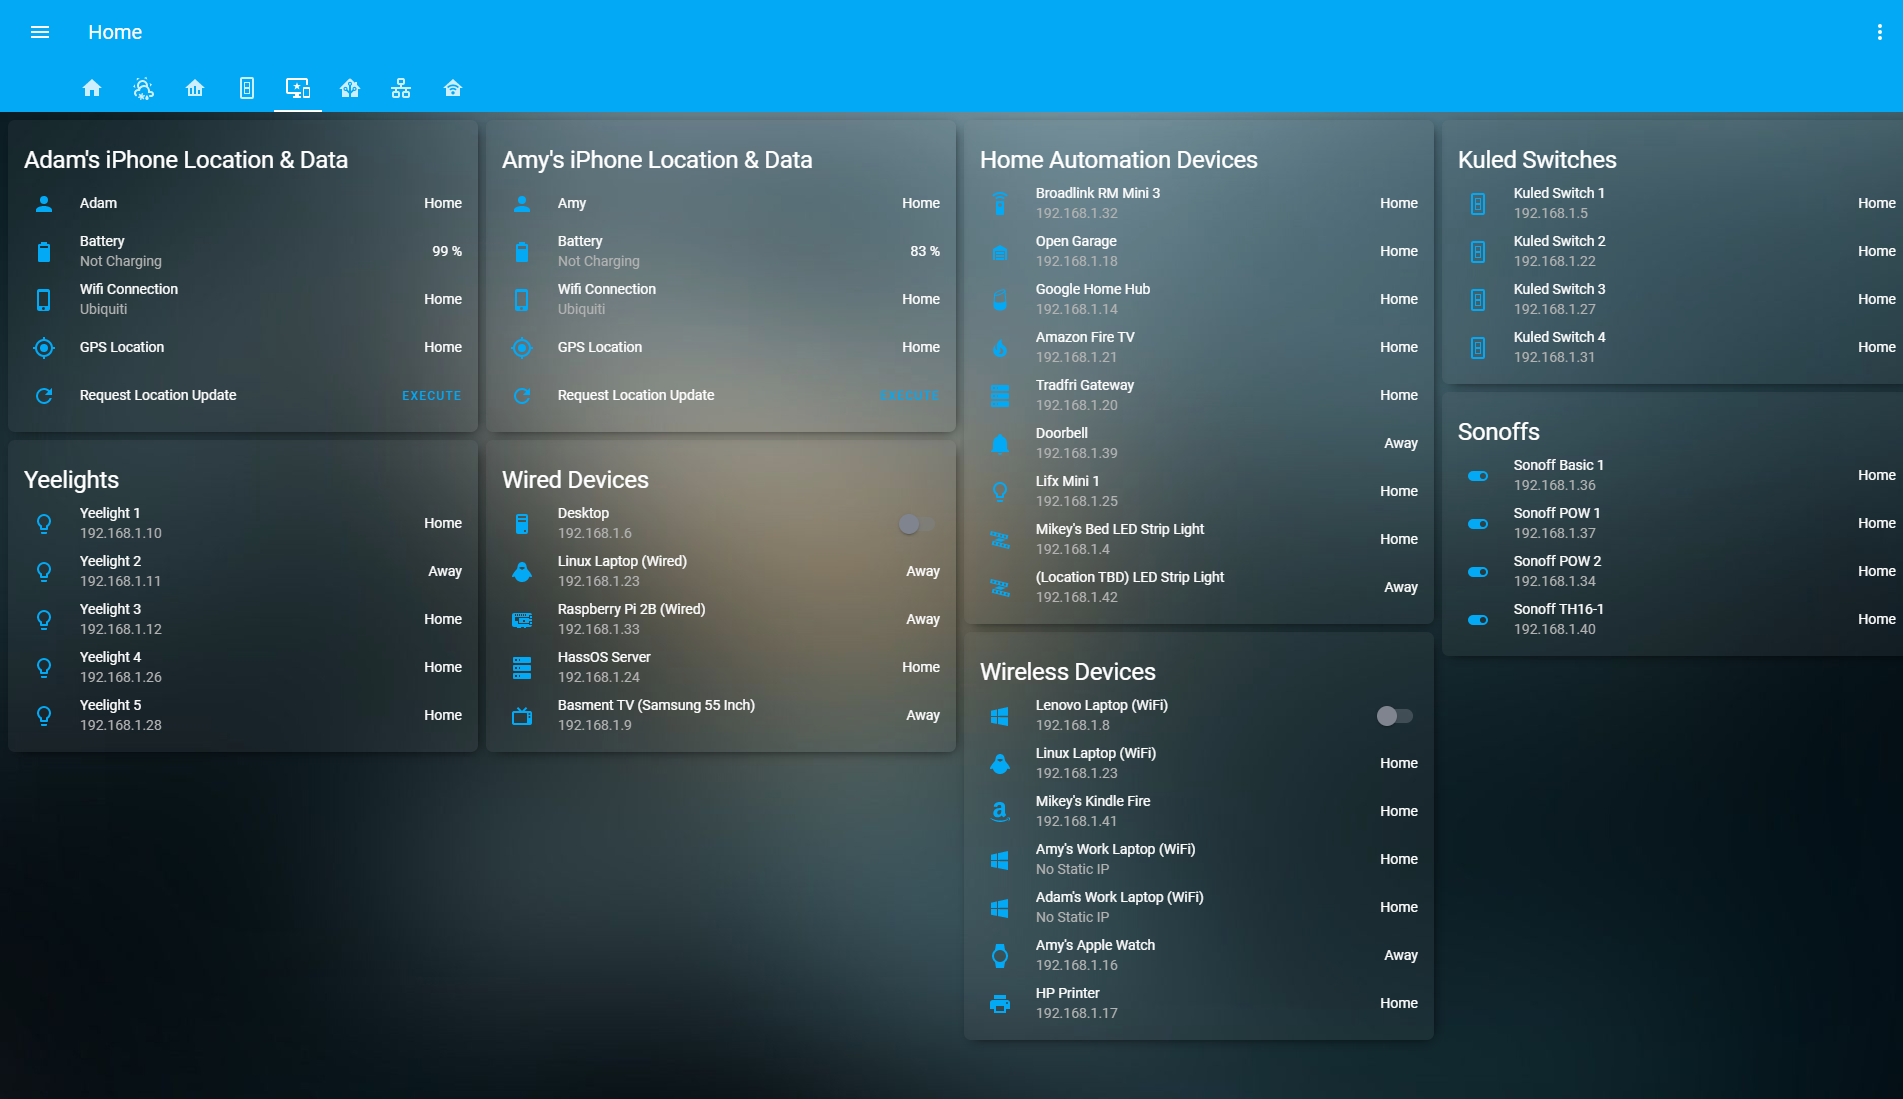 Home
Adam's iPhone Location & Data
Adam
Home
Battery
Not Charging
99 %
Wifi Connection
Ubiquiti
Home
GPS Location
Home
Request Location Update
EXECUTE
Amy's iPhone Location & Data
Amy
Home
Battery
Not Charging
83 %
Wifi Connection
Ubiquiti
Home
GPS Location
Home
Request Location Update
EXECUTE
Home Automation Devices
Broadlink RM Mini 3
192.168.1.32
Home
Open Garage
192.168.1.18
Home
Google Home Hub
192.168.1.14
Home
Amazon Fire TV
192.168.1.21
Home
Tradfri Gateway
192.168.1.20
Home
Doorbell
192.168.1.39
Away
Lifx Mini 1
192.168.1.25
Home
Mikey's Bed LED Strip Light
192.168.1.4
Home
(Location TBD) LED Strip Light
192.168.1.42
Away
Kuled Switches
Kuled Switch 1
192.168.1.5
Home
Kuled Switch 2
192.168.1.22
Home
Kuled Switch 3
192.168.1.27
Home
Kuled Switch 4
192.168.1.31
Home
Sonoffs
Sonoff Basic 1
192.168.1.36
Home
Sonoff POW 1
192.168.1.37
Home
Sonoff POW 2
192.168.1.34
Home
Sonoff TH16-1
192.168.1.40
Home
Yeelights
Yeelight 1
192.168.1.10
Home
Yeelight 2
192.168.1.11
Away
Yeelight 3
192.168.1.12
Home
Yeelight 4
192.168.1.26
Home
Yeelight 5
192.168.1.28
Home
Wired Devices
Desktop
192.168.1.6
Linux Laptop (Wired)
192.168.1.23
Away
Raspberry Pi 2B (Wired)
192.168.1.33
Away
HassOS Server
192.168.1.24
Home
Basment TV (Samsung 55 Inch)
192.168.1.9
Away
Wireless Devices
Lenovo Laptop (WiFi)
192.168.1.8
Linux Laptop (WiFi)
192.168.1.23
Home
Mikey's Kindle Fire
192.168.1.41
Home
Amy's Work Laptop (WiFi)
No Static IP
Home
Adam's Work Laptop (WiFi)
No Static IP
Home
Amy's Apple Watch
192.168.1.16
Away
HP Printer
192.168.1.17
Home